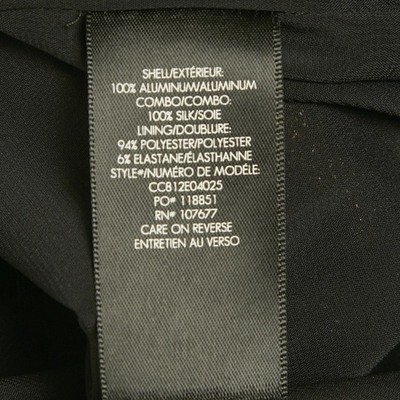 SHELL/EXTÉRIEUR:
100% ALUMINUM/ALUMINUM
COMBO/COMBO:
100% SILK/SOIE
LINING/DOUBLURE:
94% POLYESTER/POLYESTER
6% ELASTANE/ÉLASTHANNE
STYLE#/NUMÉRO DE MODÈLE:
CC812E04025
PO# 118851
RN# 107677
CARE ON REVERSE
ENTRETIEN AU VERSO